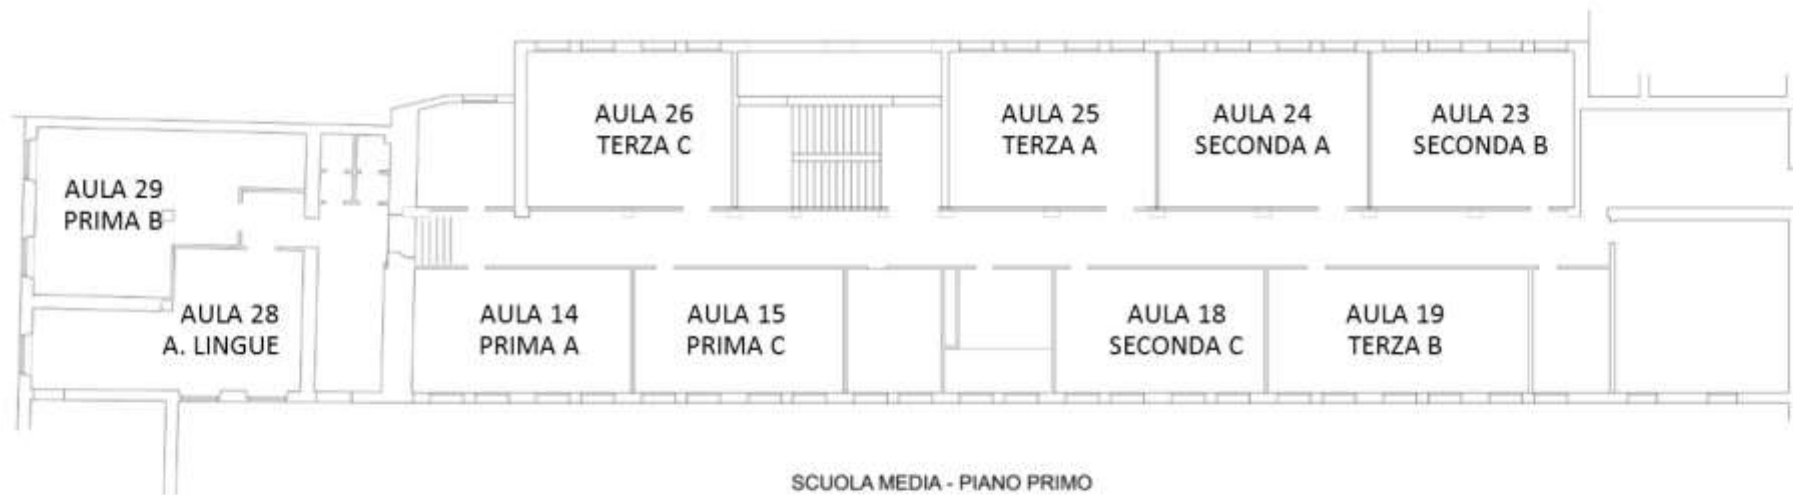 AULA 26
TERZA C
AULA 25
TERZA A
AULA 24
SECONDA A
AULA 23
SECONDA B
AULA 29
PRIMA B
AULA 28
A. LINGUE
AULA 14
PRIMA A
AULA 15
PRIMA C
AULA 18
SECONDA C
AULA 19
TERZA B
SCUOLA MEDIA - PIANO PRIMO